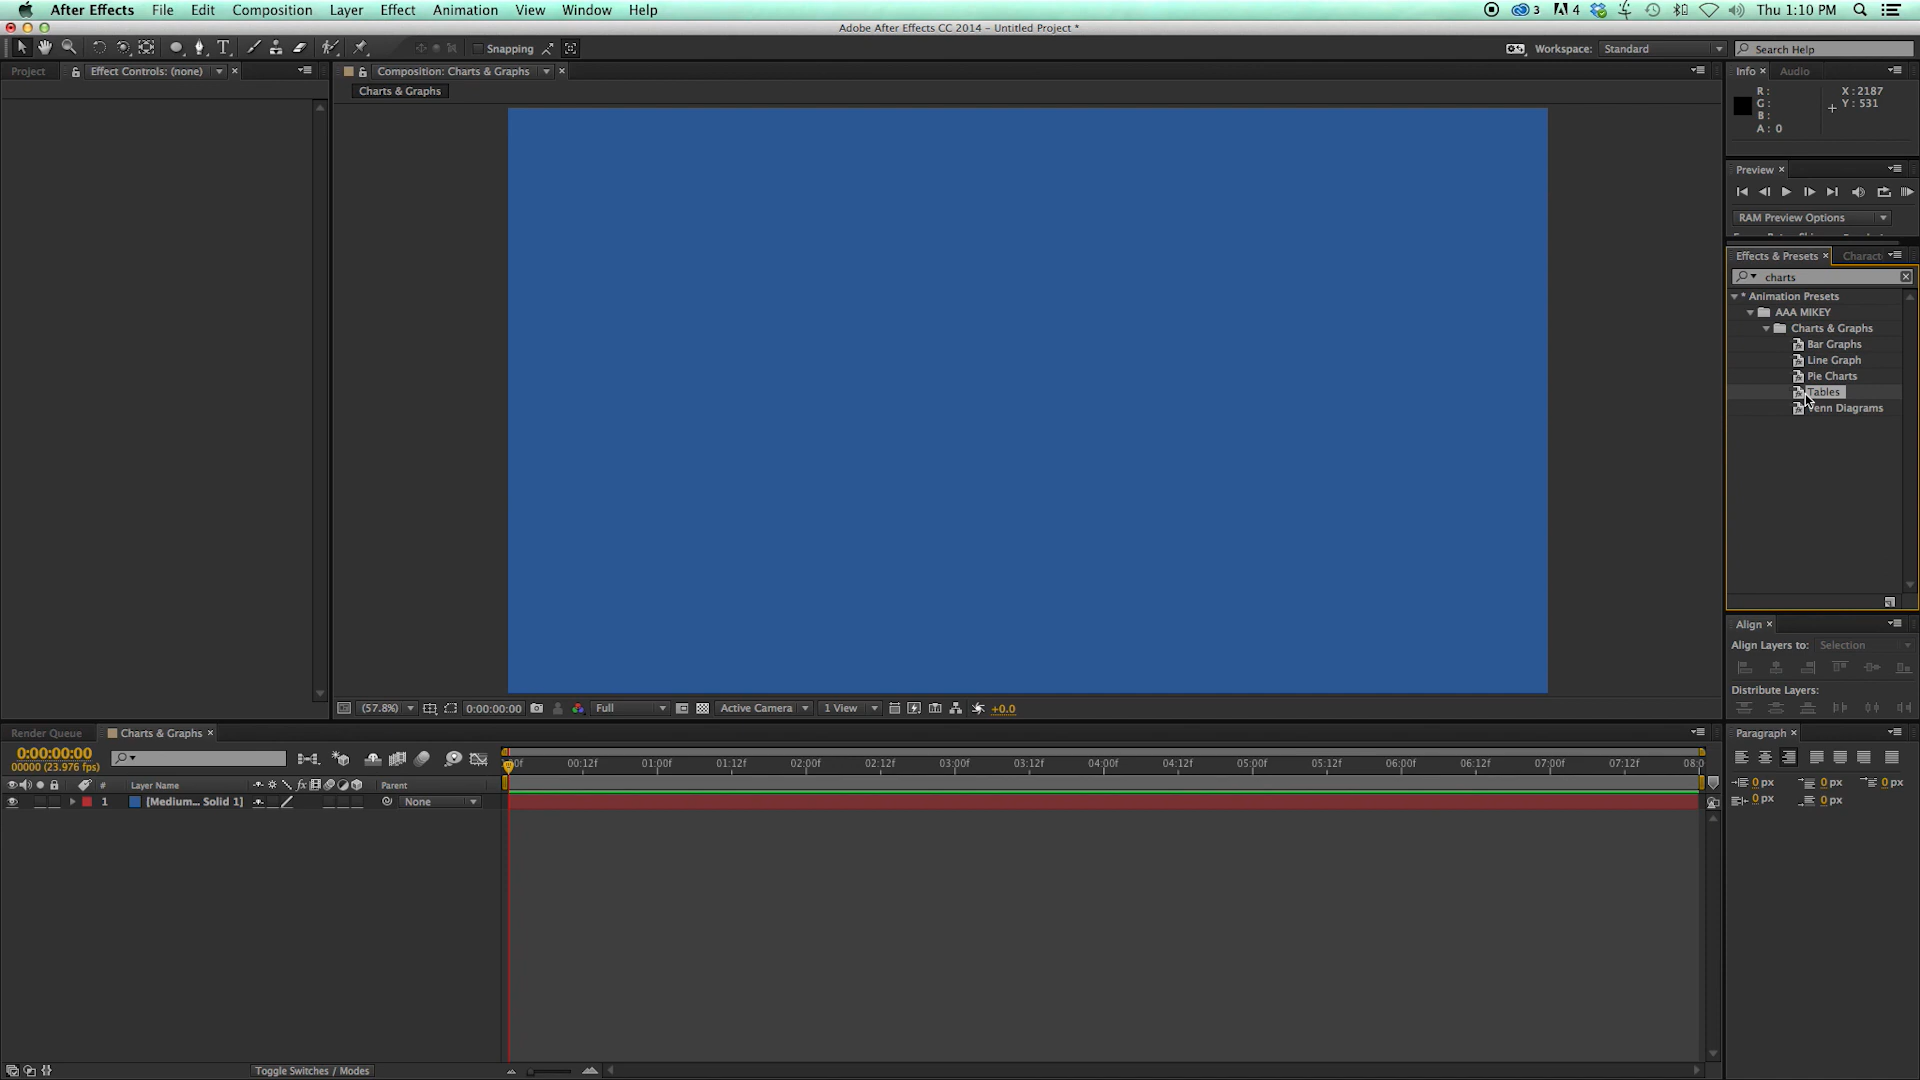 After Effects File Edit Composition Layer Effect Animation View Window Help 3 4 Thu 1:10 PM
Adobe After Effects CC 2014 - Untitled Project *
T Snapping Workspace: Standard Search Help
Project Effect Controls: (none) × Composition: Charts & Graphs × Info × Audio
Charts & Graphs
R :
G :
B :
A : 0
X : 2187
Y : 531
Preview ×
RAM Preview Options
Effects & Presets × Charact
charts
* Animation Presets
AAA MIKEY
Charts & Graphs
Bar Graphs
Line Graph
Pie Charts
Tables
Venn Diagrams
Align ×
Align Layers to: Selection
Distribute Layers:
(57.8%) 0:00:00:00 Full Active Camera 1 View +0.0
Render Queue Charts & Graphs × Paragraph ×
0:00:00:00
00000 (23.976 fps)
00f 00:12f 01:00f 01:12f 02:00f 02:12f 03:00f 03:12f 04:00f 04:12f 05:00f 05:12f 06:00f 06:12f 07:00f 07:12f 08:0
# Layer Name fx Parent
1 [Medium... Solid 1] None
0 px 0 px 0 px
0 px 0 px
Toggle Switches / Modes